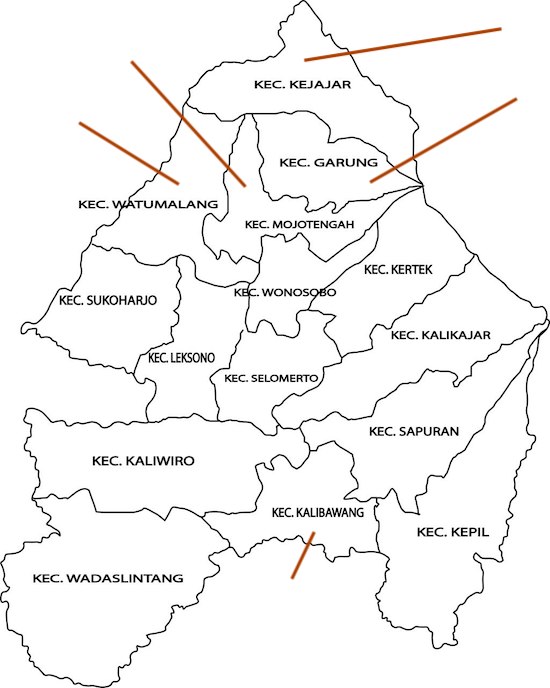 KEC. KEJAJAR
KEC. GARUNG
KEC. WATUMALANG
KEC. MOJOTENGAH
KEC. KERTEK
KEC. WONOSOBO
KEC. SUKOHARJO
KEC. KALIKAJAR
KEC. LEKSONO
KEC. SELOMERTO
KEC. SAPURAN
KEC. KALIWIRO
KEC. KALIBAWANG
KEC. KEPIL
KEC. WADASLINTANG